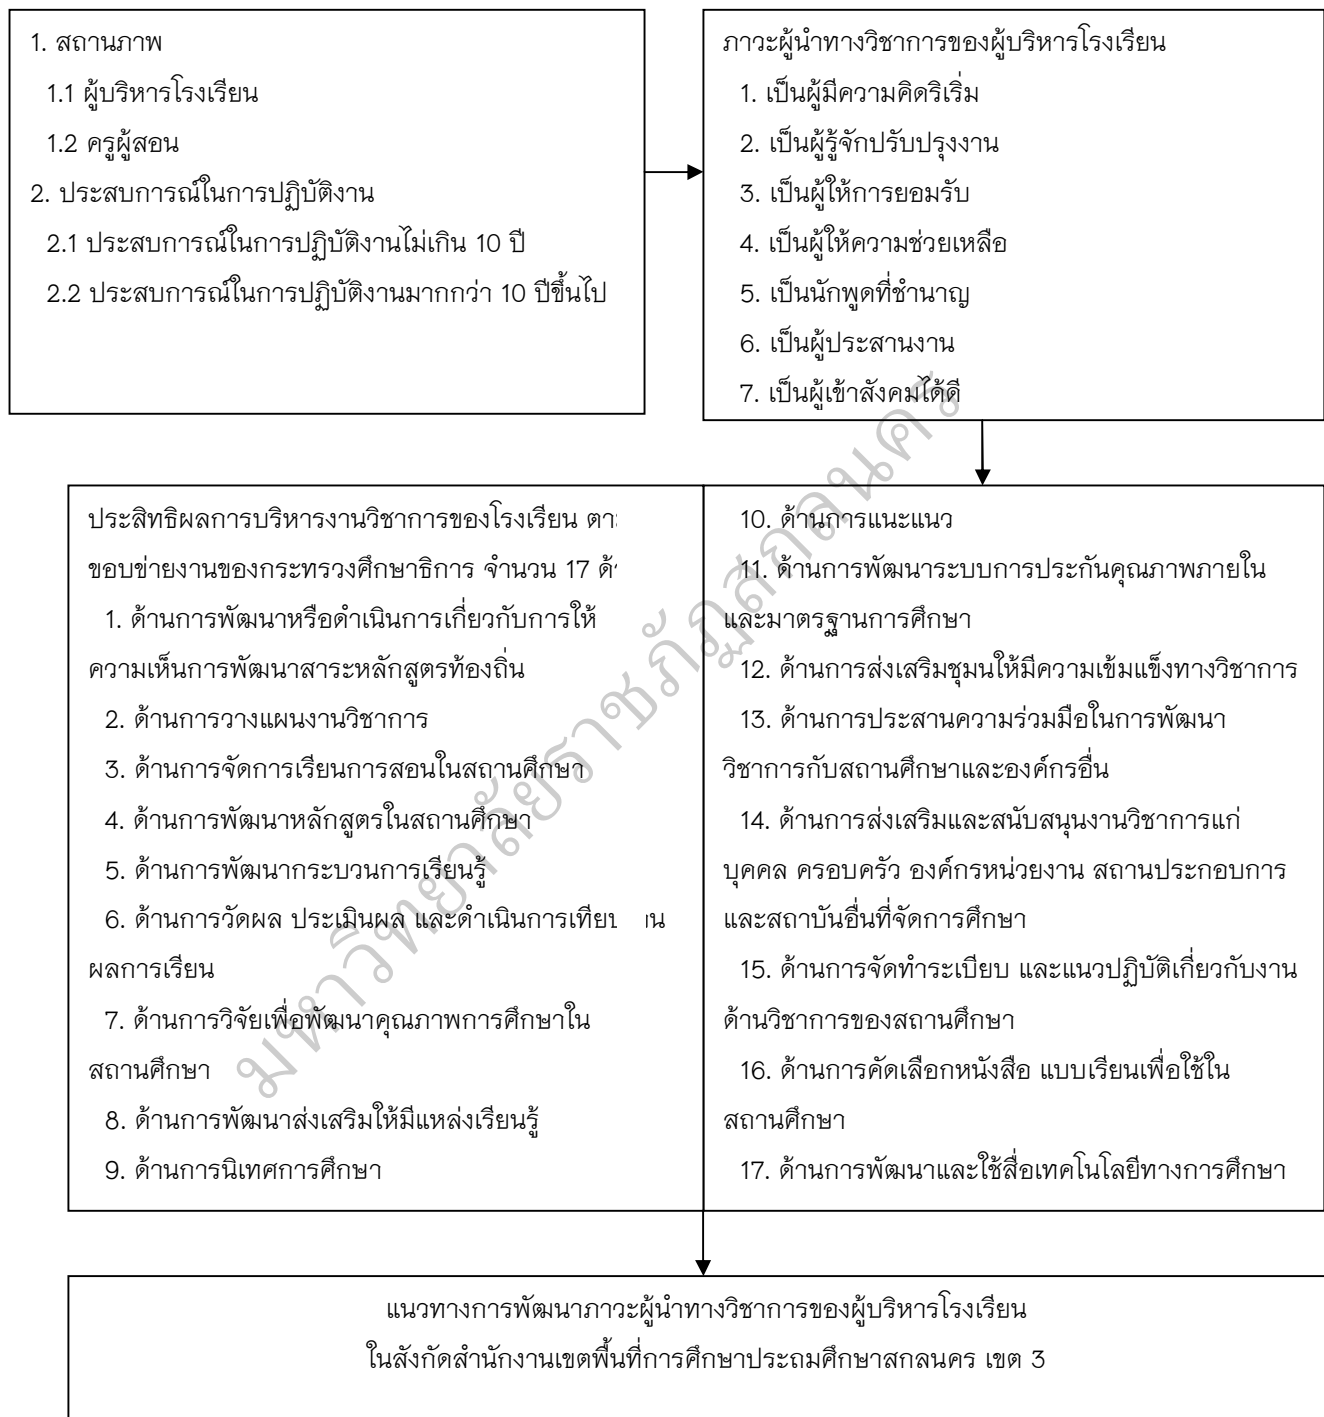 1. สถานภาพ
1.1 ผู้บริหารโรงเรียน
1.2 ครูผู้สอน
2. ประสบการณ์ในการปฏิบัติงาน
2.1 ประสบการณ์ในการปฏิบัติงานไม่เกิน 10 ปี
2.2 ประสบการณ์ในการปฏิบัติงานมากกว่า 10 ปีขึ้นไป
ภาวะผู้นำทางวิชาการของผู้บริหารโรงเรียน
1. เป็นผู้มีความคิดริเริ่ม
2. เป็นผู้รู้จักปรับปรุงงาน
3. เป็นผู้ให้การยอมรับ
4. เป็นผู้ให้ความช่วยเหลือ
5. เป็นนักพูดที่ชำนาญ
6. เป็นผู้ประสานงาน
7. เป็นผู้เข้าสังคมได้ดี
ประสิทธิผลการบริหารงานวิชาการของโรงเรียน
ขอบข่ายงานของกระทรวงศึกษาธิการ จำนวน 17
1. ด้านการพัฒนาหรือดำเนินการเกี่ยวกับการให้
ความเห็นการพัฒนาสาระหลักสูตรท้องถิ่น
2. ด้านการวางแผนงานวิชาการ
3. ด้านการจัดการเรียนการสอนในสถานศึกษา
4. ด้านการพัฒนาหลักสูตรในสถานศึกษา
5. ด้านการพัฒนากระบวนการเรียนรู้
6. ด้านการวัดผล ประเมินผล และดำเนินการ
ผลการเรียน
7. ด้านการวิจัยเพื่อพัฒนาคุณภาพการศึกษาใน
สถานศึกษา
8. ด้านการพัฒนาส่งเสริมให้มีแหล่งเรียนรู้
9. ด้านการนิเทศการศึกษา
10. ด้านการแนะแนว
11. ด้านการพัฒนาระบบการประกันคุณภาพภายใน
และมาตรฐานการศึกษา
12. ด้านการส่งเสริมชุมนให้มีความเข้มแข็งทางวิชาการ
13. ด้านการประสานความร่วมมือในการพัฒนา
วิชาการกับสถานศึกษาและองค์กรอื่น
14. ด้านการส่งเสริมและสนับสนุนงานวิชาการแก่
บุคคล ครอบครัว องค์กรหน่วยงาน สถานประกอบการ
และสถาบันอื่นที่จัดการศึกษา
15. ด้านการจัดทำระเบียบ และแนวปฏิบัติเกี่ยวกับงาน
ด้านวิชาการของสถานศึกษา
16. ด้านการคัดเลือกหนังสือ แบบเรียนเพื่อใช้ใน
สถานศึกษา
17. ด้านการพัฒนาและใช้สื่อเทคโนโลยีทางการศึกษา
แนวทางการพัฒนาภาวะผู้นำทางวิชาการของผู้บริหารโรงเรียน
ในสังกัดสำนักงานเขตพื้นที่การศึกษาประถมศึกษาสกลนคร เขต 3
มหาวิทยาลัยราชภัฏสกลนคร